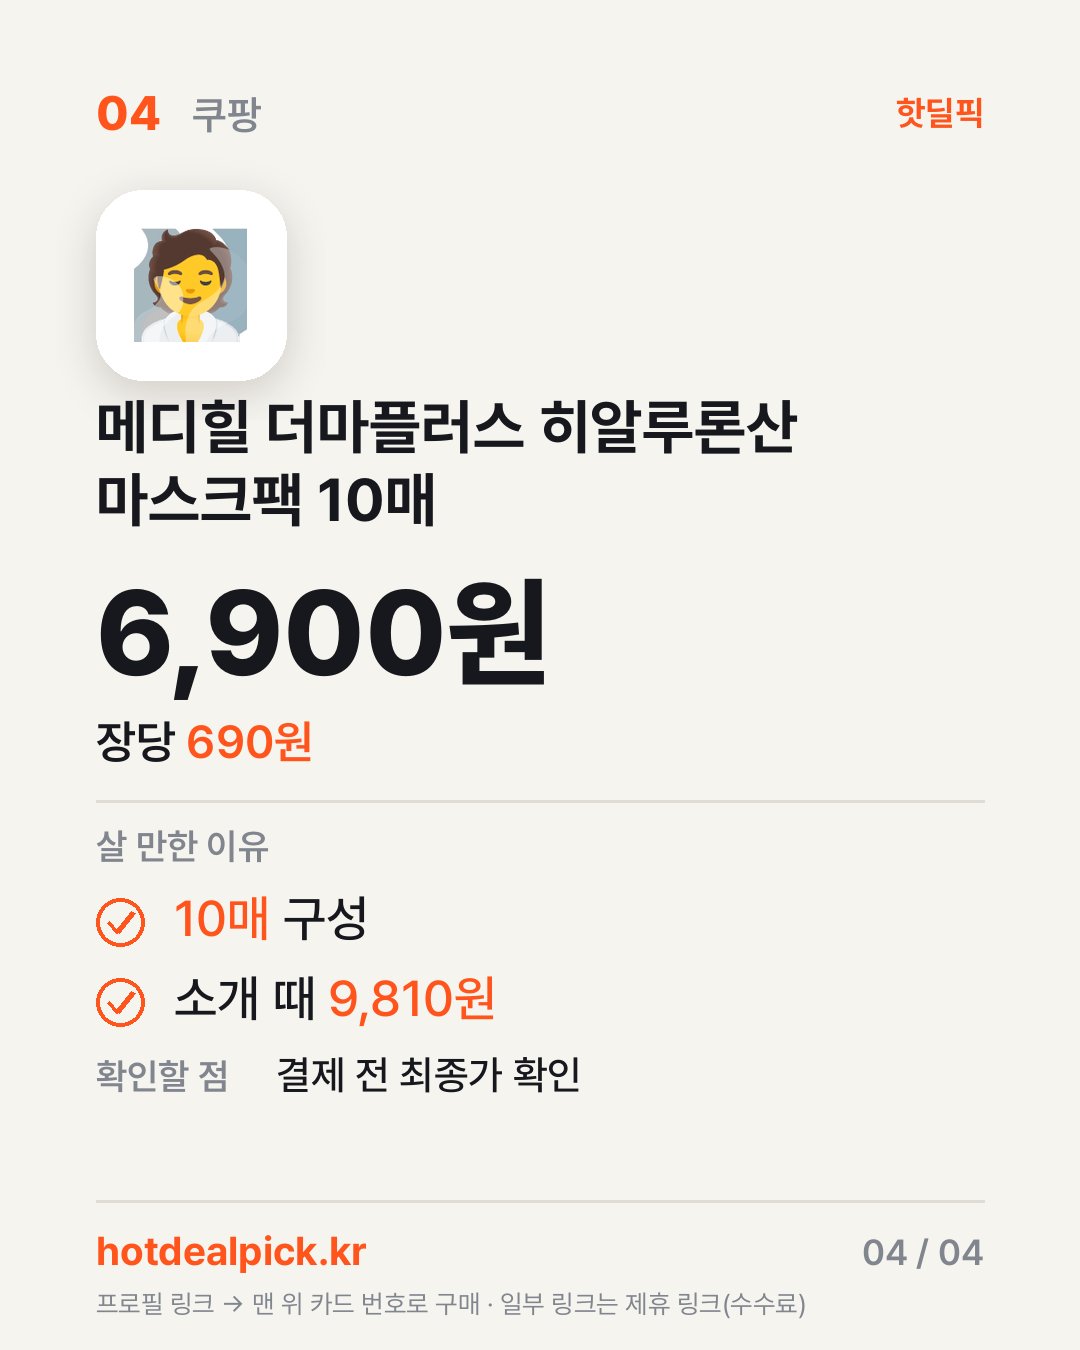 04 쿠팡
핫딜픽
메디힐 더마플러스 히알루론산
마스크팩 10매
6,900원
장당 690원
살 만한 이유
10매 구성
소개 때 9,810원
확인할 점 결제 전 최종가 확인
hotdealpick.kr
04 / 04
프로필 링크 → 맨 위 카드 번호로 구매 · 일부 링크는 제휴 링크(수수료)